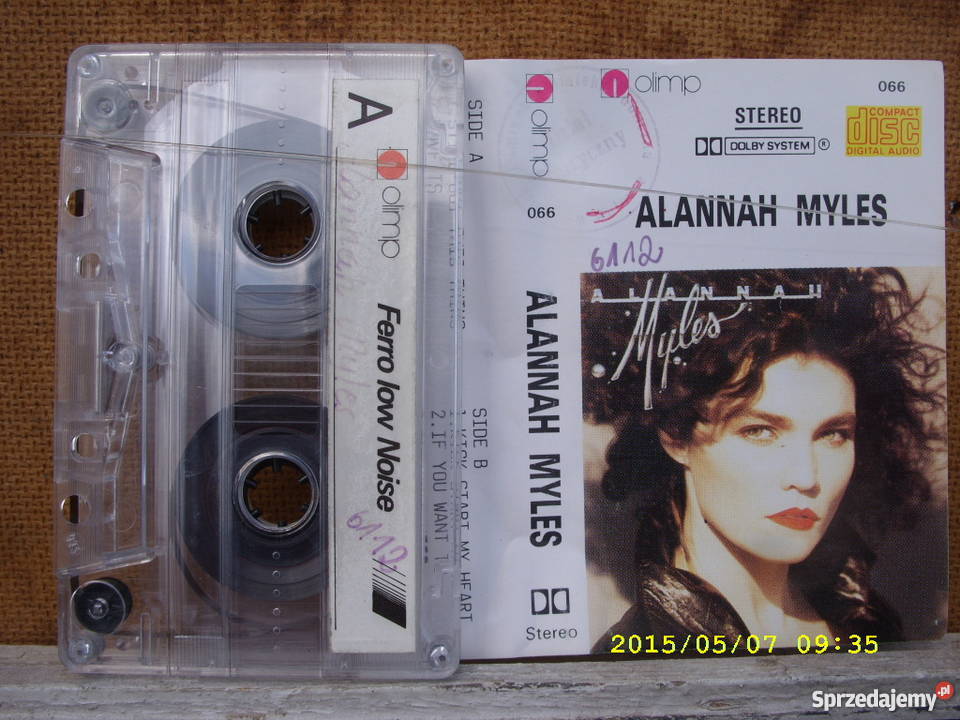 A
olimp
Ferro low Noise
6112
SIDE A
SIDE B
1. KICK START MY HEART
2. IF YOU WANT T
olimp
066
ALANNAH MYLES
Stereo
olimp
066
STEREO
DOLBY SYSTEM ®
COMPACT
disc
DIGITAL AUDIO
ALANNAH MYLES
6112
ALANNAH
Myles
2015/05/07 09:35
Sprzedajemy.pl